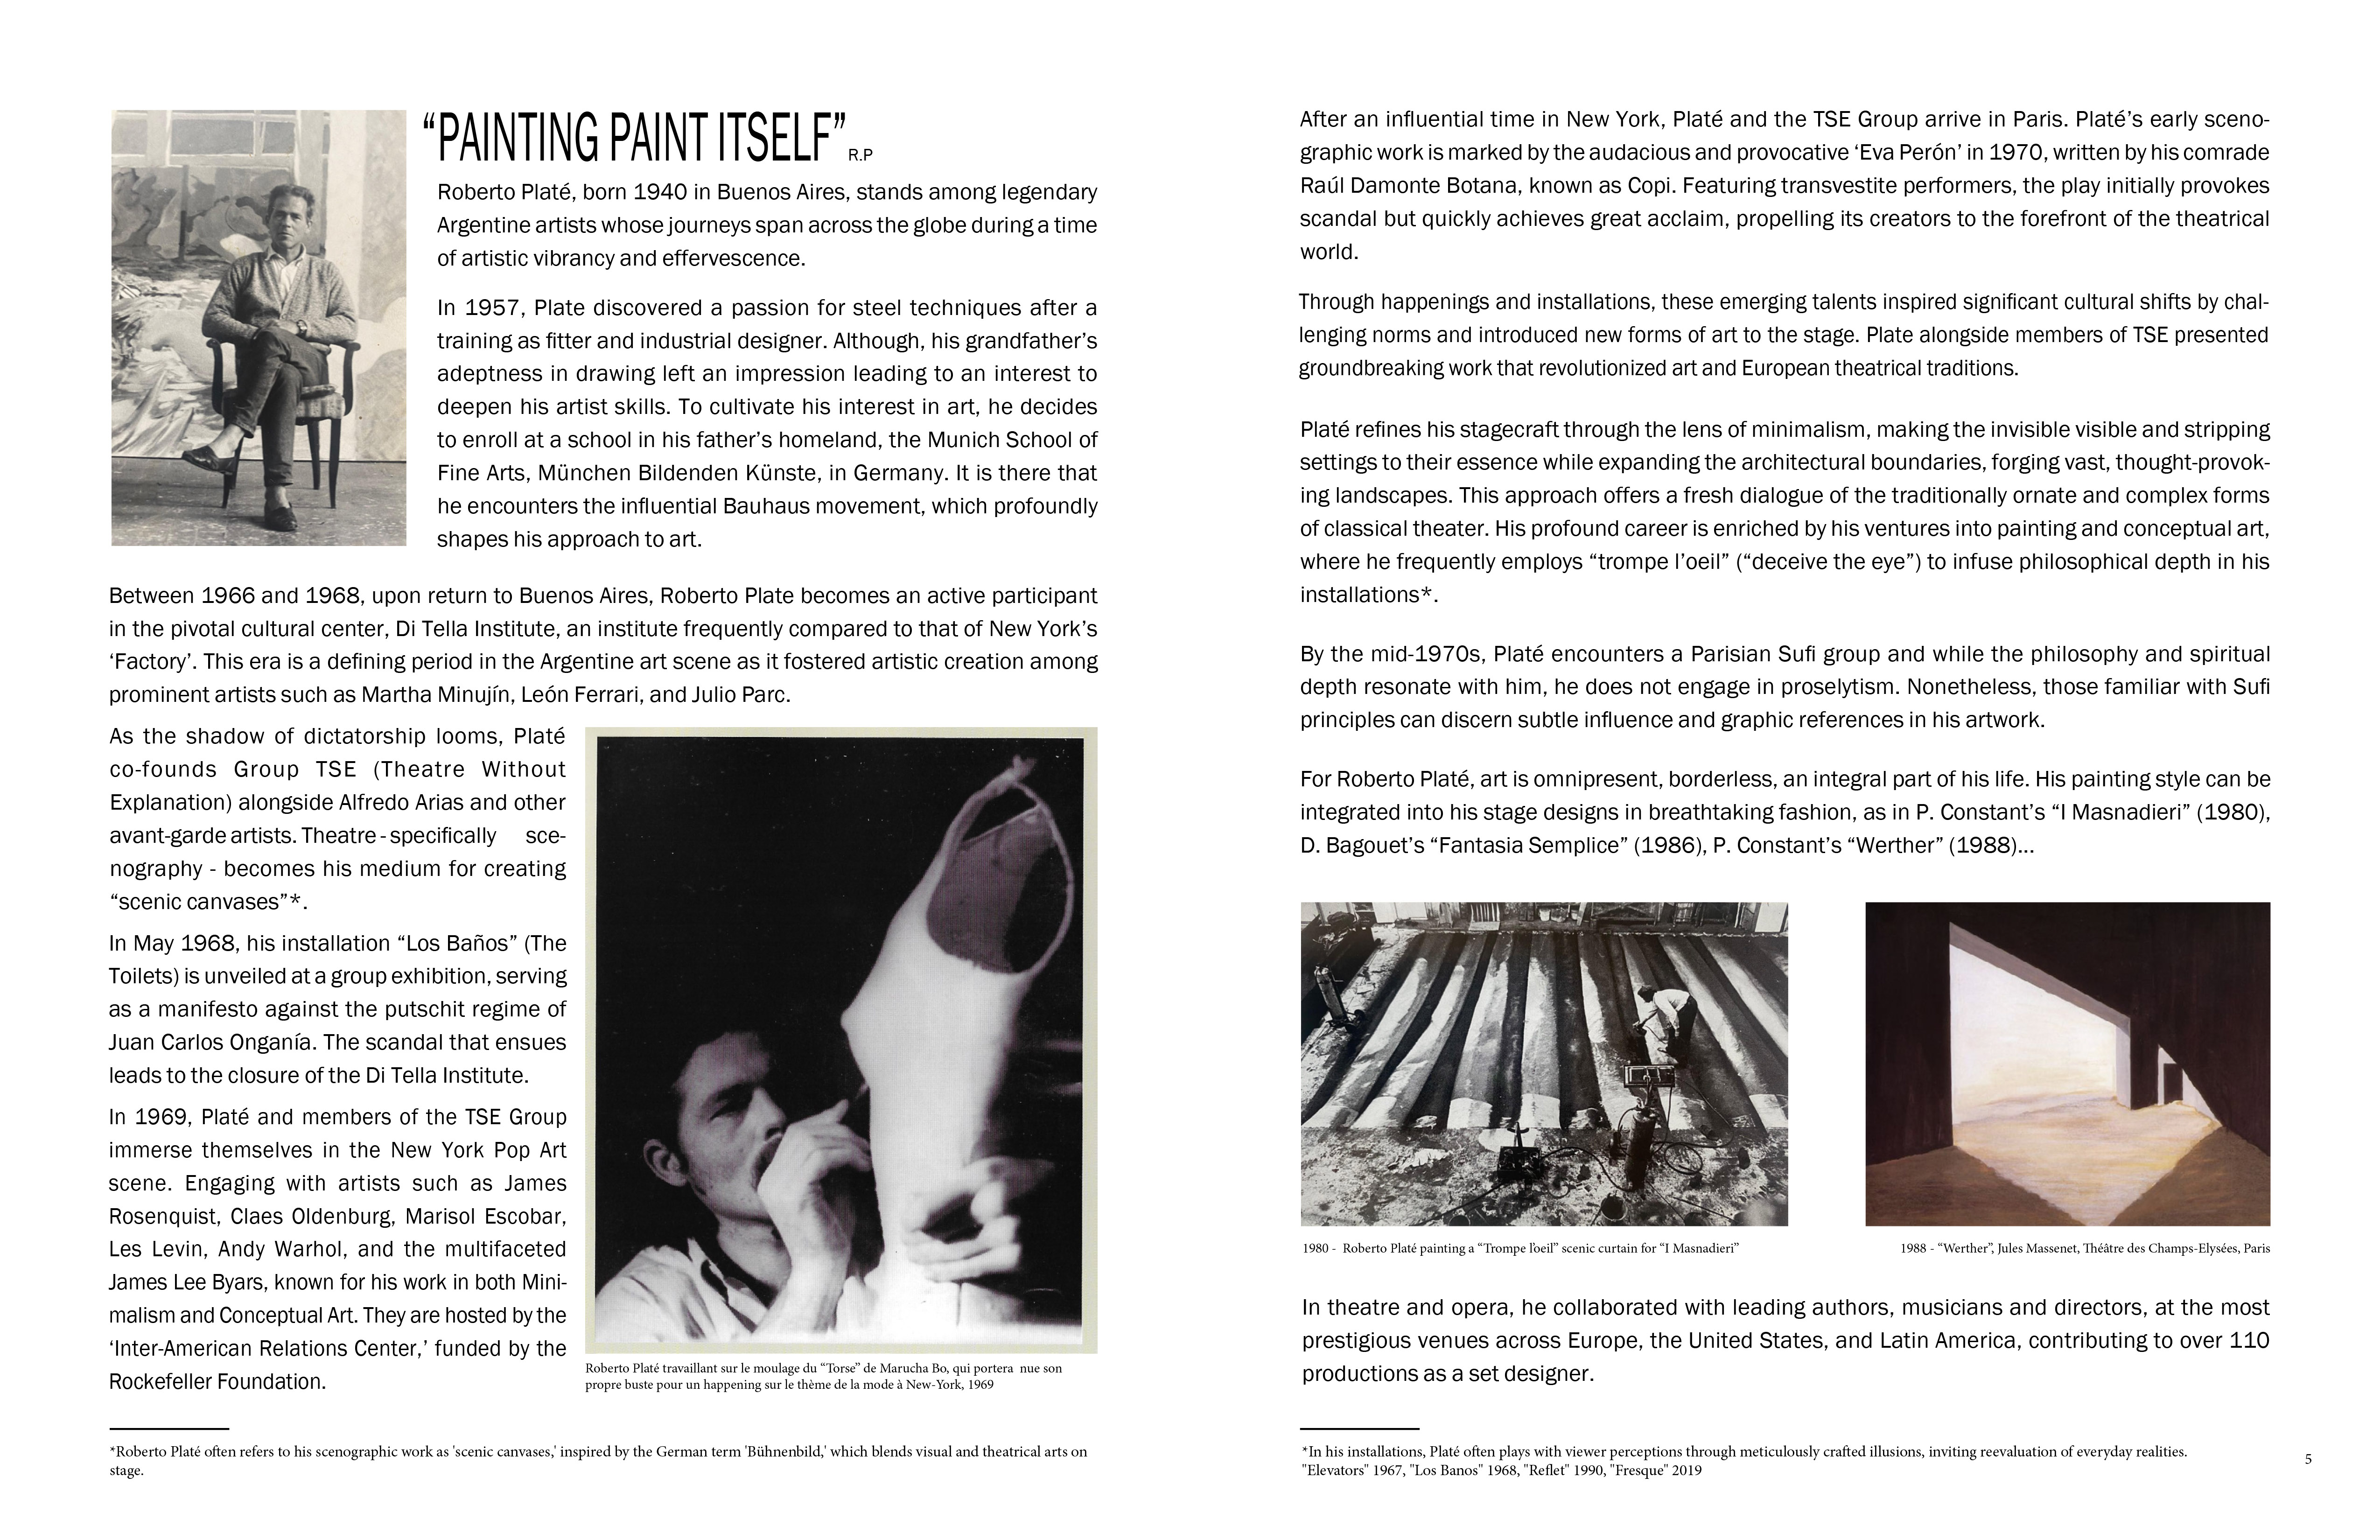 “PAINTING PAINT ITSELF” R.P
Roberto Platé, born 1940 in Buenos Aires, stands among legendary
Argentine artists whose journeys span across the globe during a time
of artistic vibrancy and effervescence.
In 1957, Plate discovered a passion for steel techniques after a
training as fitter and industrial designer. Although, his grandfather’s
adeptness in drawing left an impression leading to an interest to
deepen his artist skills. To cultivate his interest in art, he decides
to enroll at a school in his father’s homeland, the Munich School of
Fine Arts, München Bildenden Künste, in Germany. It is there that
he encounters the influential Bauhaus movement, which profoundly
shapes his approach to art.
Between 1966 and 1968, upon return to Buenos Aires, Roberto Plate becomes an active participant
in the pivotal cultural center, Di Tella Institute, an institute frequently compared to that of New York’s
‘Factory’. This era is a defining period in the Argentine art scene as it fostered artistic creation among
prominent artists such as Martha Minujín, León Ferrari, and Julio Parc.
As the shadow of dictatorship looms, Platé
co-founds Group TSE (Theatre Without
Explanation) alongside Alfredo Arias and other
avant-garde artists. Theatre - specifically sce-
nography - becomes his medium for creating
“scenic canvases”*.
In May 1968, his installation “Los Baños” (The
Toilets) is unveiled at a group exhibition, serving
as a manifesto against the putschit regime of
Juan Carlos Onganía. The scandal that ensues
leads to the closure of the Di Tella Institute.
In 1969, Platé and members of the TSE Group
immerse themselves in the New York Pop Art
scene. Engaging with artists such as James
Rosenquist, Claes Oldenburg, Marisol Escobar,
Les Levin, Andy Warhol, and the multifaceted
James Lee Byars, known for his work in both Mini-
malism and Conceptual Art. They are hosted by the
‘Inter-American Relations Center,’ funded by the
Rockefeller Foundation.
Roberto Platé travaillant sur le moulage du “Torse” de Marucha Bo, qui portera nue son
propre buste pour un happening sur le thème de la mode à New-York, 1969
*Roberto Platé often refers to his scenographic work as 'scenic canvases,' inspired by the German term 'Bühnenbild,' which blends visual and theatrical arts on
stage.
After an influential time in New York, Platé and the TSE Group arrive in Paris. Platé’s early sceno-
graphic work is marked by the audacious and provocative ‘Eva Perón’ in 1970, written by his comrade
Raúl Damonte Botana, known as Copi. Featuring transvestite performers, the play initially provokes
scandal but quickly achieves great acclaim, propelling its creators to the forefront of the theatrical
world.
Through happenings and installations, these emerging talents inspired significant cultural shifts by chal-
lenging norms and introduced new forms of art to the stage. Plate alongside members of TSE presented
groundbreaking work that revolutionized art and European theatrical traditions.
Platé refines his stagecraft through the lens of minimalism, making the invisible visible and stripping
settings to their essence while expanding the architectural boundaries, forging vast, thought-provok-
ing landscapes. This approach offers a fresh dialogue of the traditionally ornate and complex forms
of classical theater. His profound career is enriched by his ventures into painting and conceptual art,
where he frequently employs “trompe l’oeil” (“deceive the eye”) to infuse philosophical depth in his
installations*.
By the mid-1970s, Platé encounters a Parisian Sufi group and while the philosophy and spiritual
depth resonate with him, he does not engage in proselytism. Nonetheless, those familiar with Sufi
principles can discern subtle influence and graphic references in his artwork.
For Roberto Platé, art is omnipresent, borderless, an integral part of his life. His painting style can be
integrated into his stage designs in breathtaking fashion, as in P. Constant’s “I Masnadieri” (1980),
D. Bagouet’s “Fantasia Semplice” (1986), P. Constant’s “Werther” (1988)...
1980 - Roberto Platé painting a “Trompe l’oeil” scenic curtain for “I Masnadieri”
1988 - “Werther”, Jules Massenet, Théâtre des Champs-Elysées, Paris
In theatre and opera, he collaborated with leading authors, musicians and directors, at the most
prestigious venues across Europe, the United States, and Latin America, contributing to over 110
productions as a set designer.
*In his installations, Platé often plays with viewer perceptions through meticulously crafted illusions, inviting reevaluation of everyday realities.
"Elevators" 1967, "Los Banos" 1968, "Reflet" 1990, "Fresque" 2019
5